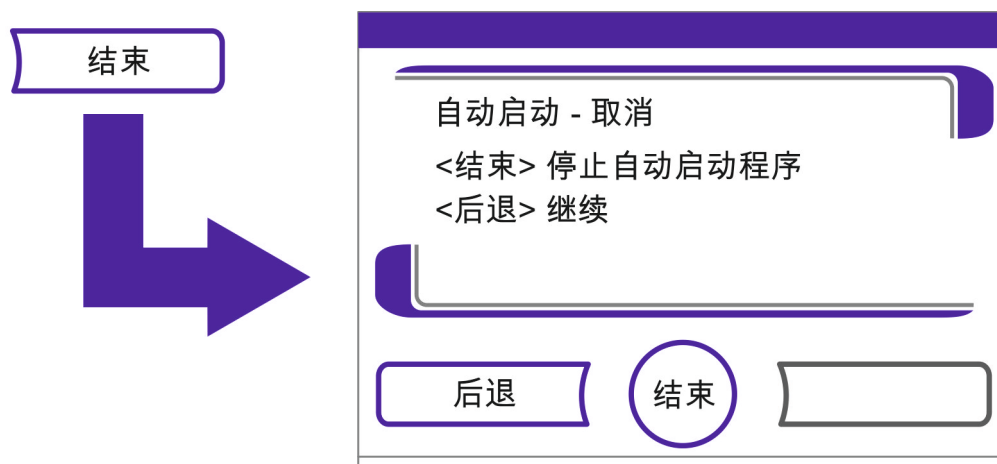 结束
自动启动 - 取消
<结束> 停止自动启动程序
<后退> 继续
后退
结束